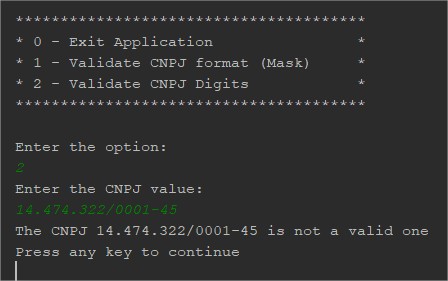 ***************************************
* 0 - Exit Application                *
* 1 - Validate CNPJ format (Mask)     *
* 2 - Validate CNPJ Digits            *
***************************************
Enter the option:
2
Enter the CNPJ value:
14.474.322/0001-45
The CNPJ 14.474.322/0001-45 is not a valid one
Press any key to continue